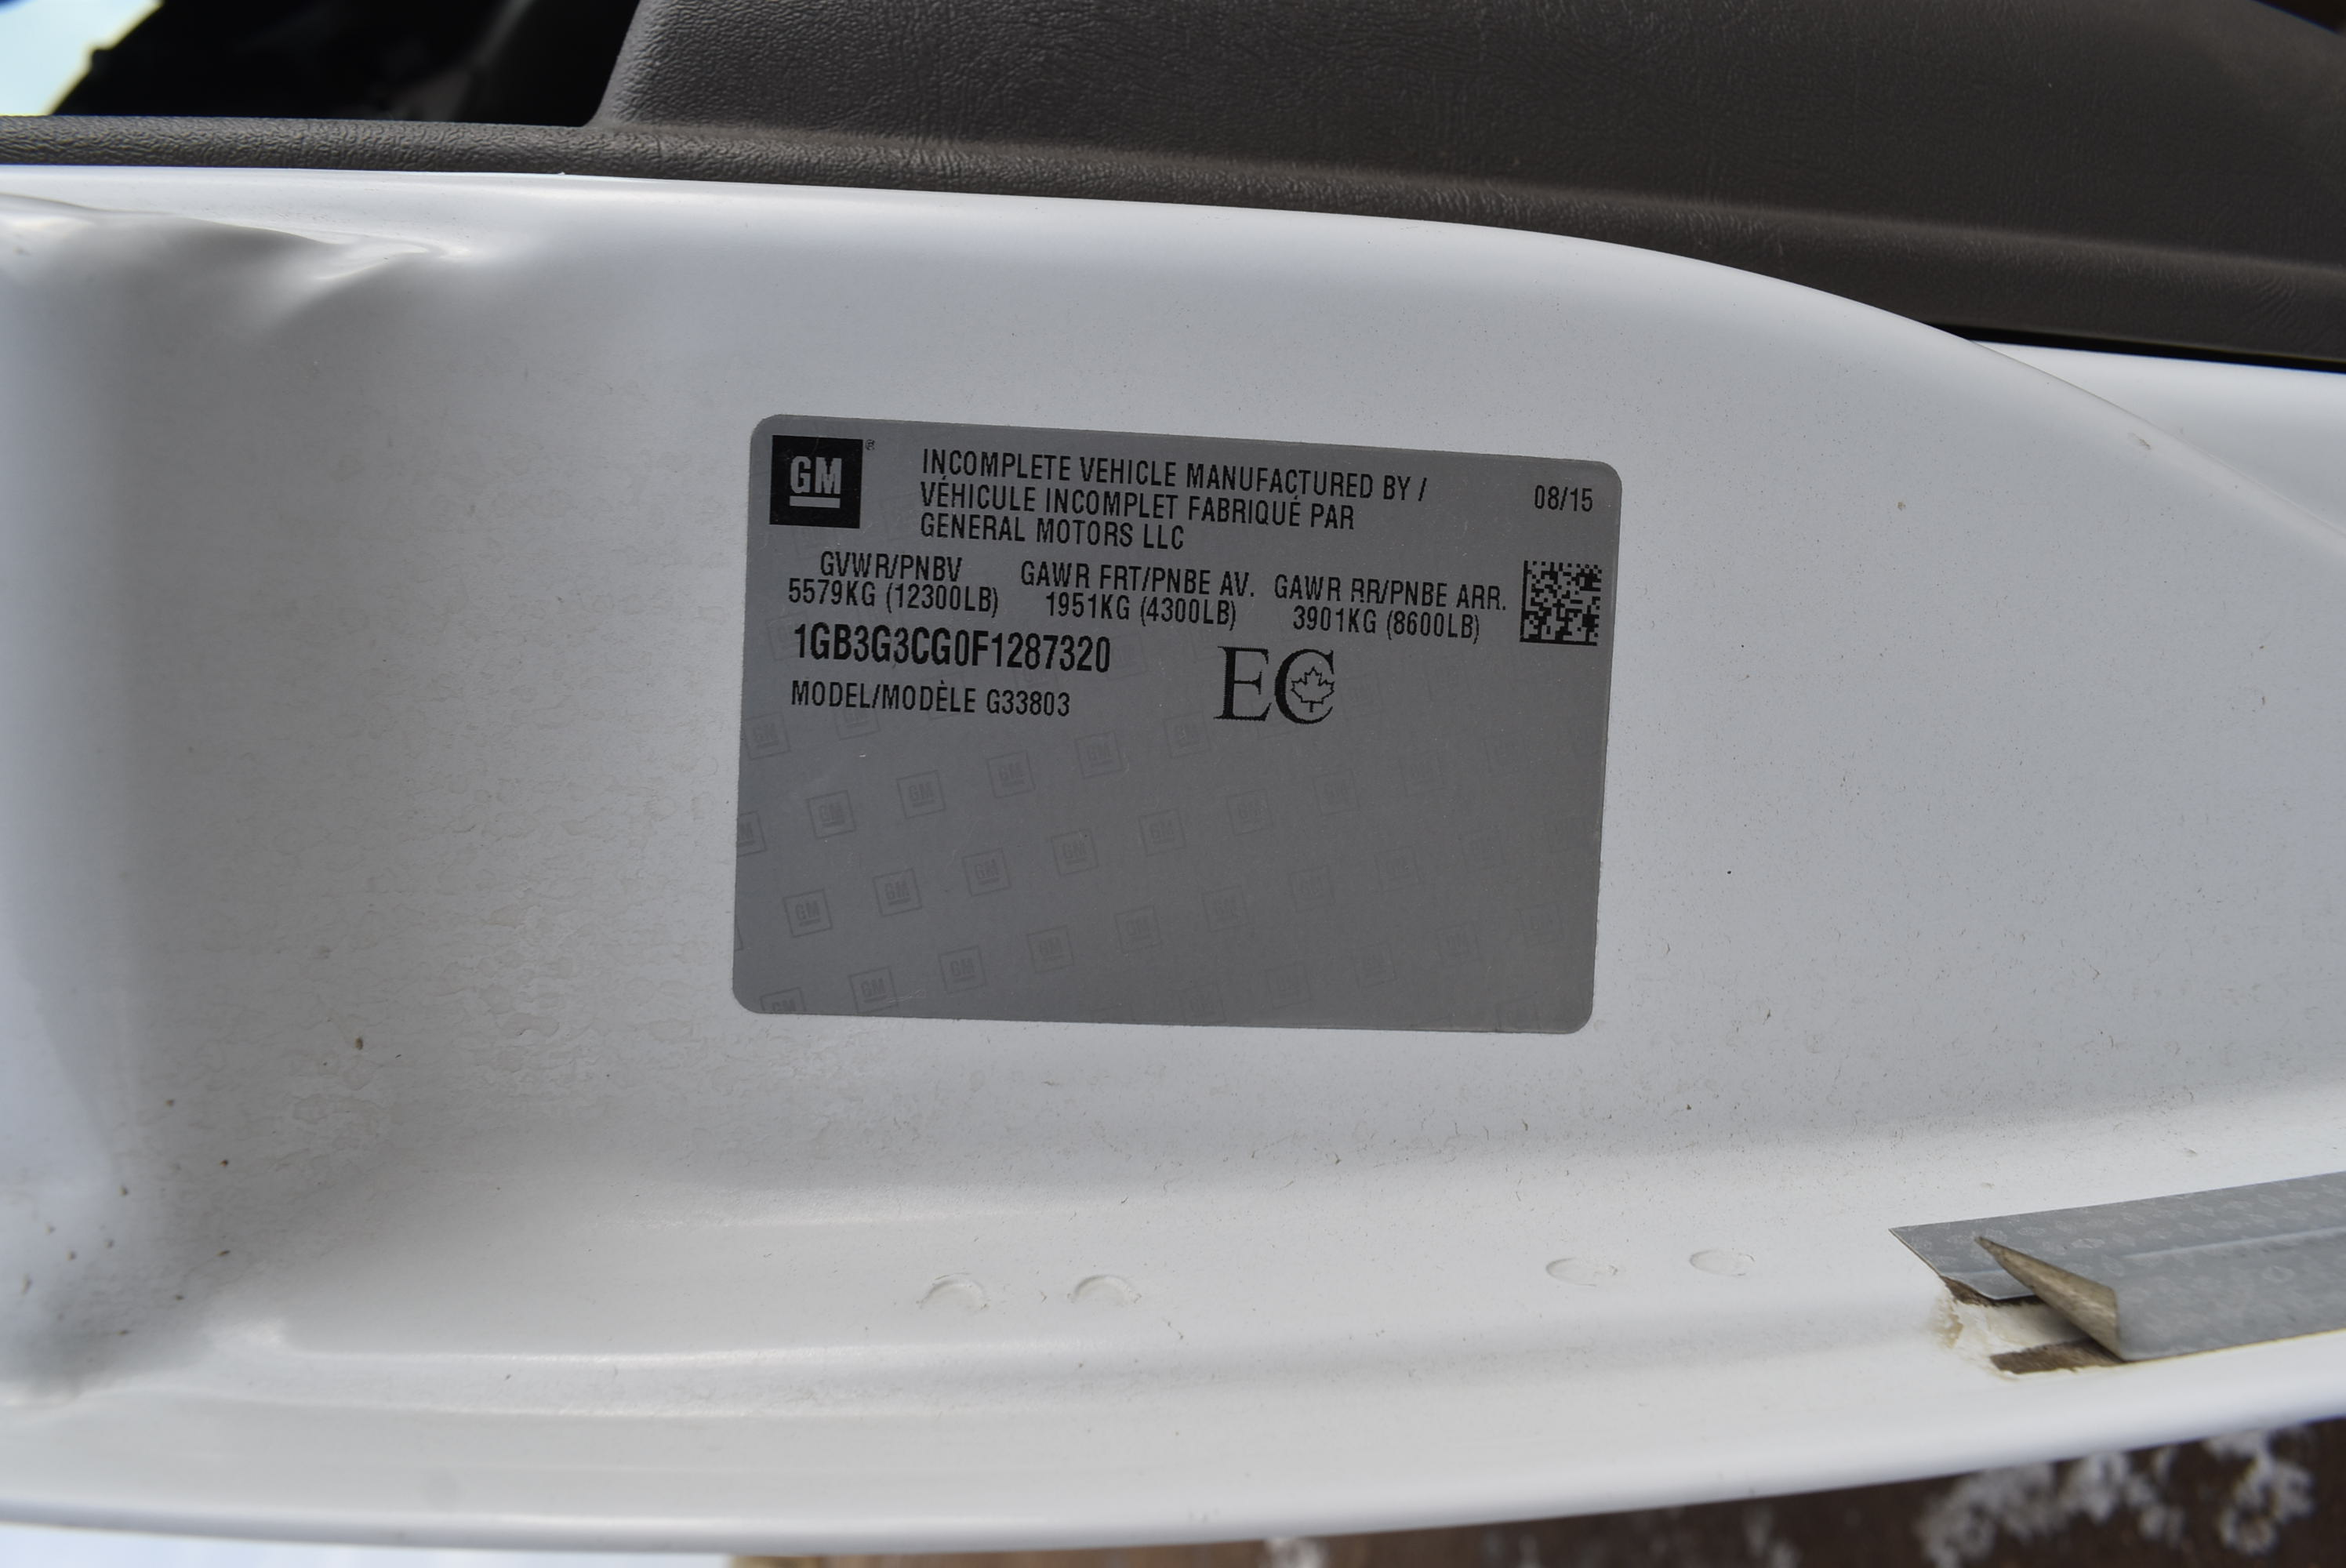 GM ®
INCOMPLETE VEHICLE MANUFACTURED BY /
VÉHICULE INCOMPLET FABRIQUÉ PAR
GENERAL MOTORS LLC
08/15
GVWR/PNBV GAWR FRT/PNBE AV. GAWR RR/PNBE ARR.
5579KG (12300LB) 1951KG (4300LB) 3901KG (8600LB)
1GB3G3CG0F1287320
MODEL/MODÈLE G33803
EC